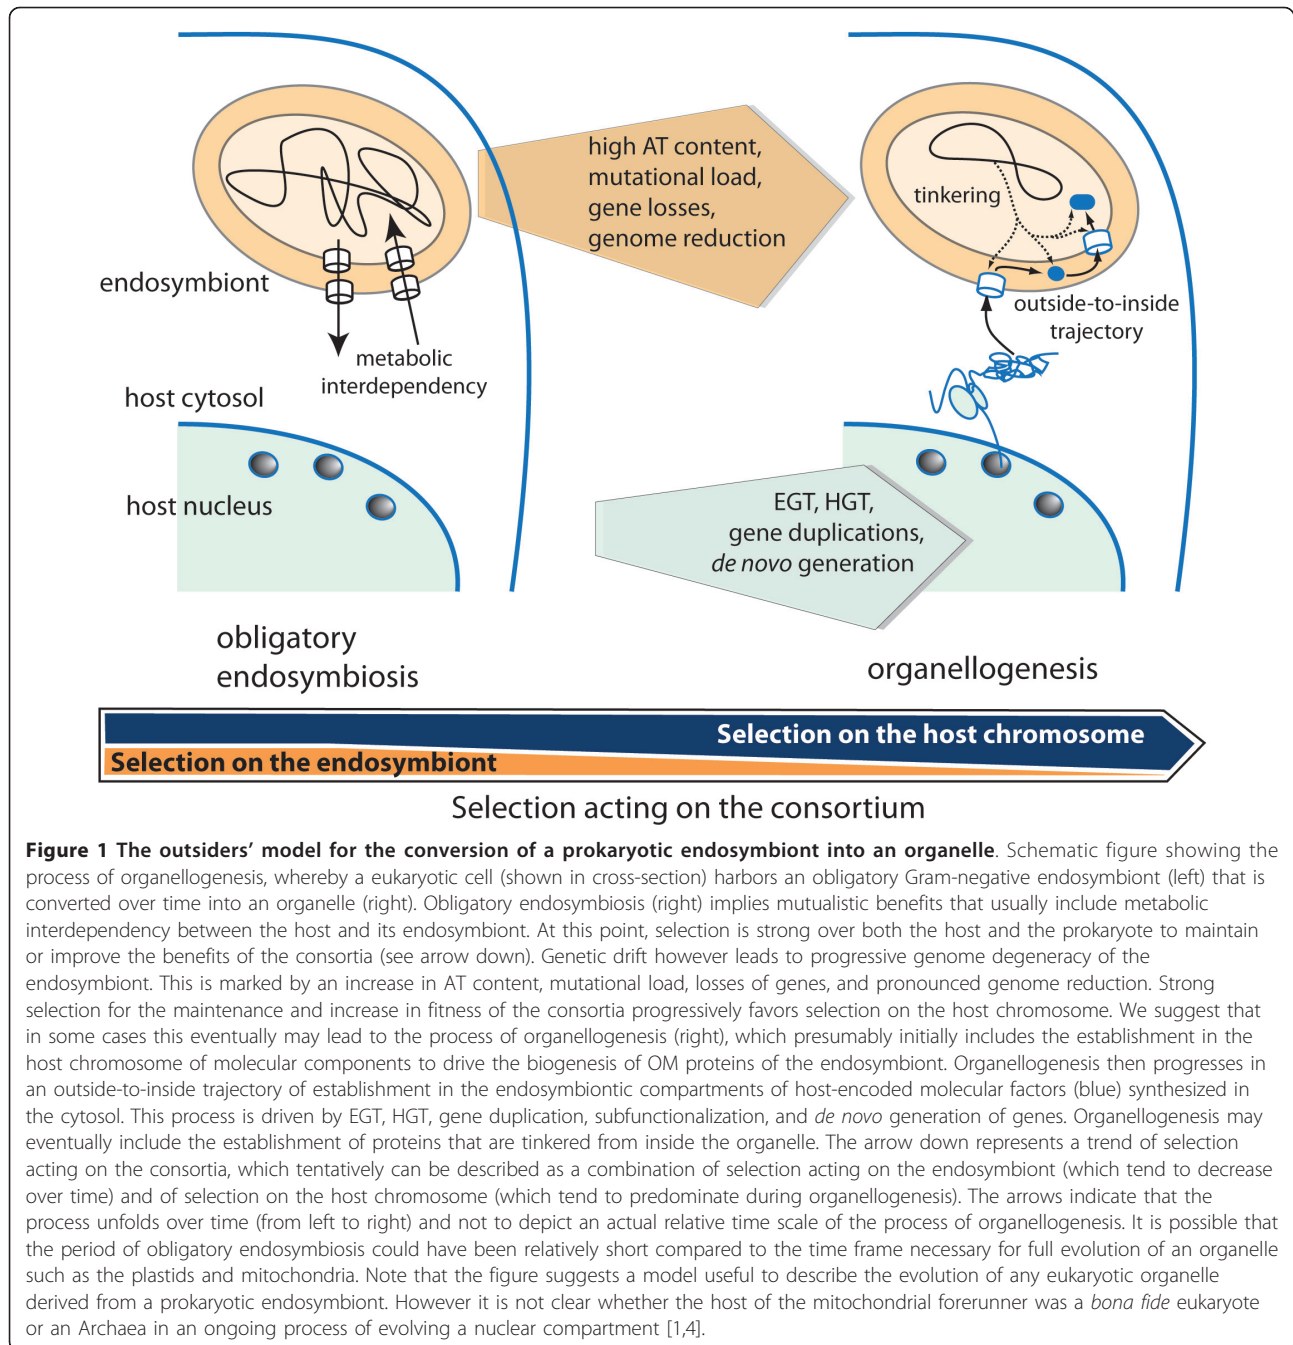 high AT content,
mutational load,
gene losses,
genome reduction
tinkering
endosymbiont
outside-to-inside
trajectory
metabolic
interdependency
host cytosol
host nucleus
EGT, HGT,
gene duplications,
de novo generation
obligatory
endosymbiosis
organellogenesis
Selection on the host chromosome
Selection on the endosymbiont
Selection acting on the consortium
Figure 1 The outsiders’ model for the conversion of a prokaryotic endosymbiont into an organelle. Schematic figure showing the
process of organellogenesis, whereby a eukaryotic cell (shown in cross-section) harbors an obligatory Gram-negative endosymbiont (left) that is
converted over time into an organelle (right). Obligatory endosymbiosis (right) implies mutualistic benefits that usually include metabolic
interdependency between the host and its endosymbiont. At this point, selection is strong over both the host and the prokaryote to maintain
or improve the benefits of the consortia (see arrow down). Genetic drift however leads to progressive genome degeneracy of the
endosymbiont. This is marked by an increase in AT content, mutational load, losses of genes, and pronounced genome reduction. Strong
selection for the maintenance and increase in fitness of the consortia progressively favors selection on the host chromosome. We suggest that
in some cases this eventually may lead to the process of organellogenesis (right), which presumably initially includes the establishment in the
host chromosome of molecular components to drive the biogenesis of OM proteins of the endosymbiont. Organellogenesis then progresses in
an outside-to-inside trajectory of establishment in the endosymbiontic compartments of host-encoded molecular factors (blue) synthesized in
the cytosol. This process is driven by EGT, HGT, gene duplication, subfunctionalization, and de novo generation of genes. Organellogenesis may
eventually include the establishment of proteins that are tinkered from inside the organelle. The arrow down represents a trend of selection
acting on the consortia, which tentatively can be described as a combination of selection acting on the endosymbiont (which tend to decrease
over time) and of selection on the host chromosome (which tend to predominate during organellogenesis). The arrows indicate that the
process unfolds over time (from left to right) and not to depict an actual relative time scale of the process of organellogenesis. It is possible that
the period of obligatory endosymbiosis could have been relatively short compared to the time frame necessary for full evolution of an organelle
such as the plastids and mitochondria. Note that the figure suggests a model useful to describe the evolution of any eukaryotic organelle
derived from a prokaryotic endosymbiont. However it is not clear whether the host of the mitochondrial forerunner was a bona fide eukaryote
or an Archaea in an ongoing process of evolving a nuclear compartment [1,4].